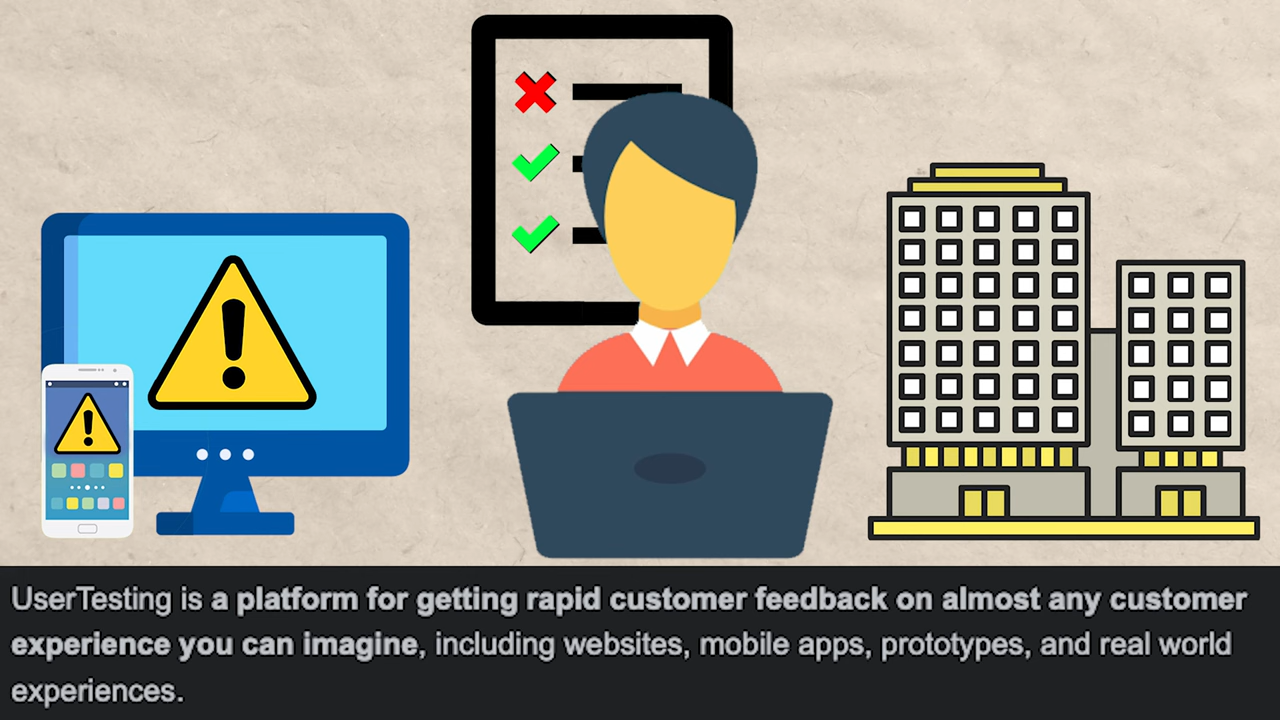 UserTesting is a platform for getting rapid customer feedback on almost any customer
experience you can imagine, including websites, mobile apps, prototypes, and real world
experiences.